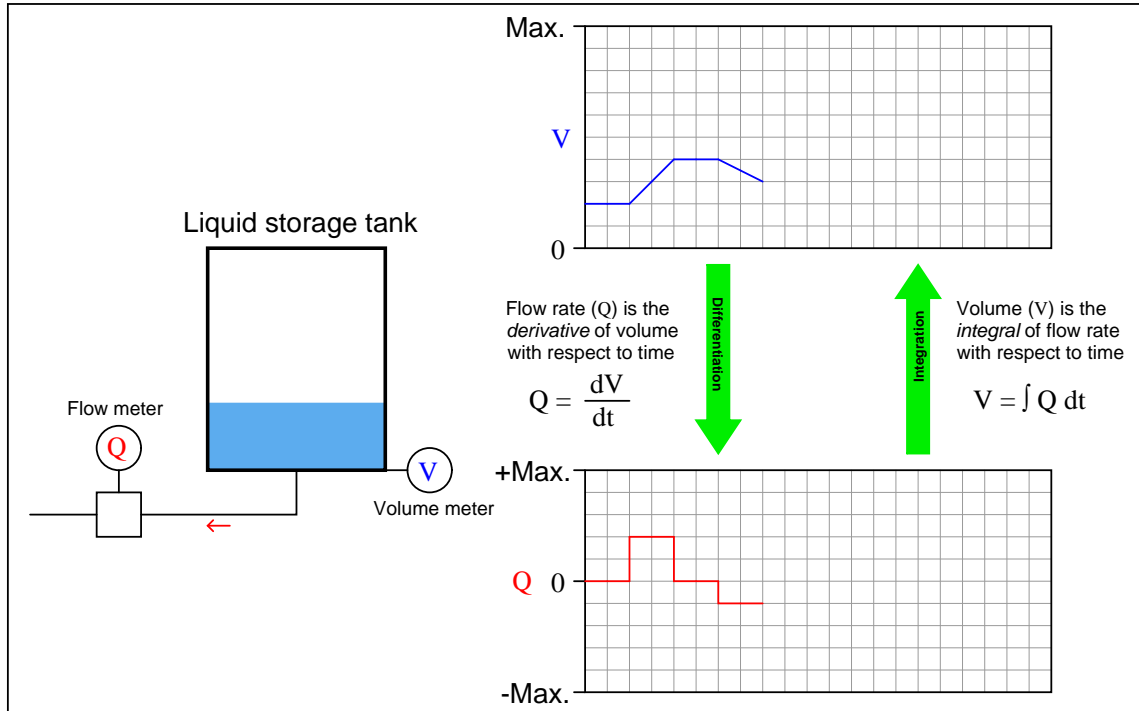 Max.
V
0
Liquid storage tank
Flow meter
Q
V
Volume meter
Flow rate (Q) is the
derivative of volume
with respect to time
Q = dV
dt
Differentiation
Integration
Volume (V) is the
integral of flow rate
with respect to time
V = ∫ Q dt
+Max.
Q 0
-Max.